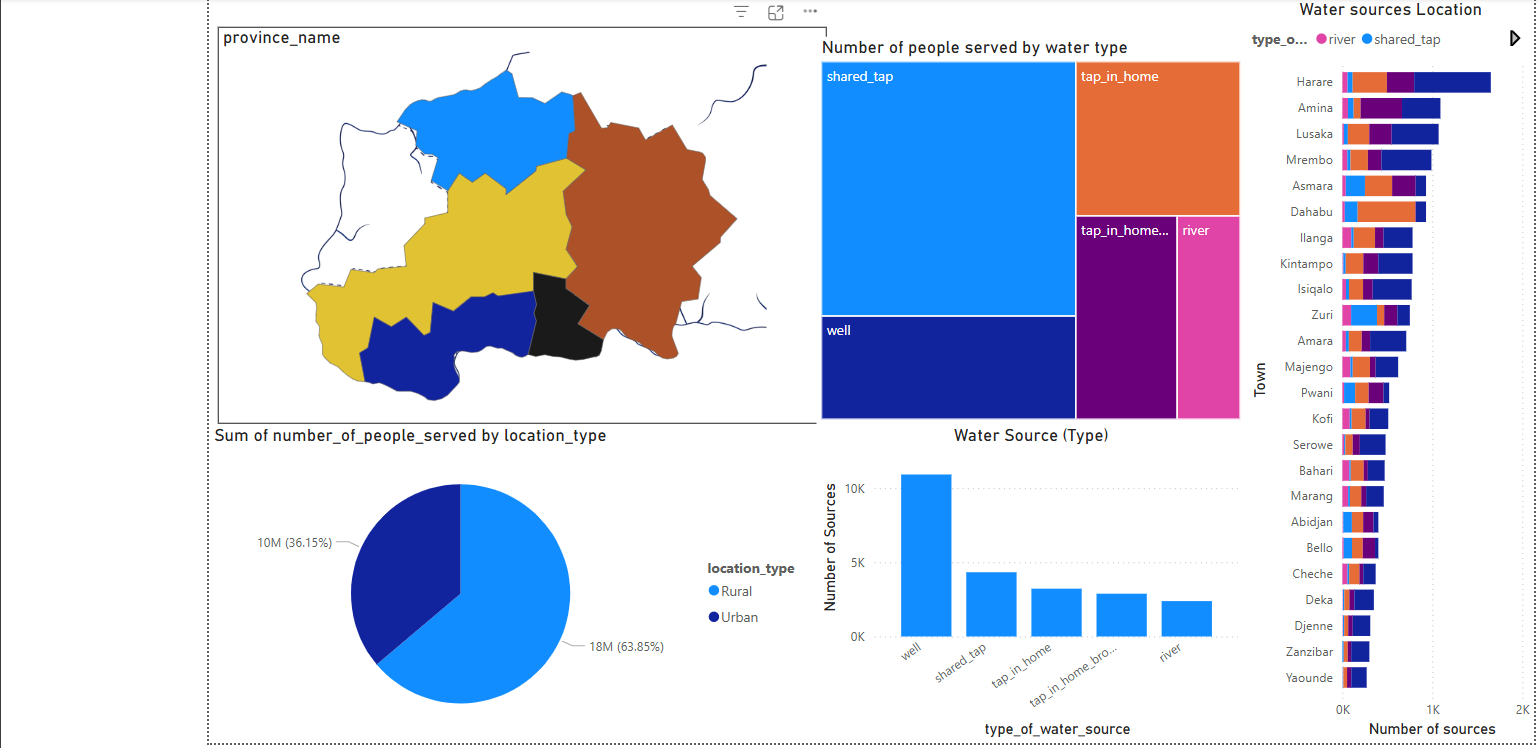 province_name
Number of people served by water type
shared_tap
tap_in_home
tap_in_home...
river
well
Sum of number_of_people_served by location_type
10M (36.15%)
18M (63.85%)
location_type
Rural
Urban
Water Source (Type)
Number of Sources
10K
5K
0K
well
shared_tap
tap_in_home
tap_in_home_bro...
river
type_of_water_source
Water sources Location
type_o...
river
shared_tap
Town
Harare
Amina
Lusaka
Mrembo
Asmara
Dahabu
Ilanga
Kintampo
Isiqalo
Zuri
Amara
Majengo
Pwani
Kofi
Serowe
Bahari
Marang
Abidjan
Bello
Cheche
Deka
Djenne
Zanzibar
Yaounde
0K
1K
2K
Number of sources